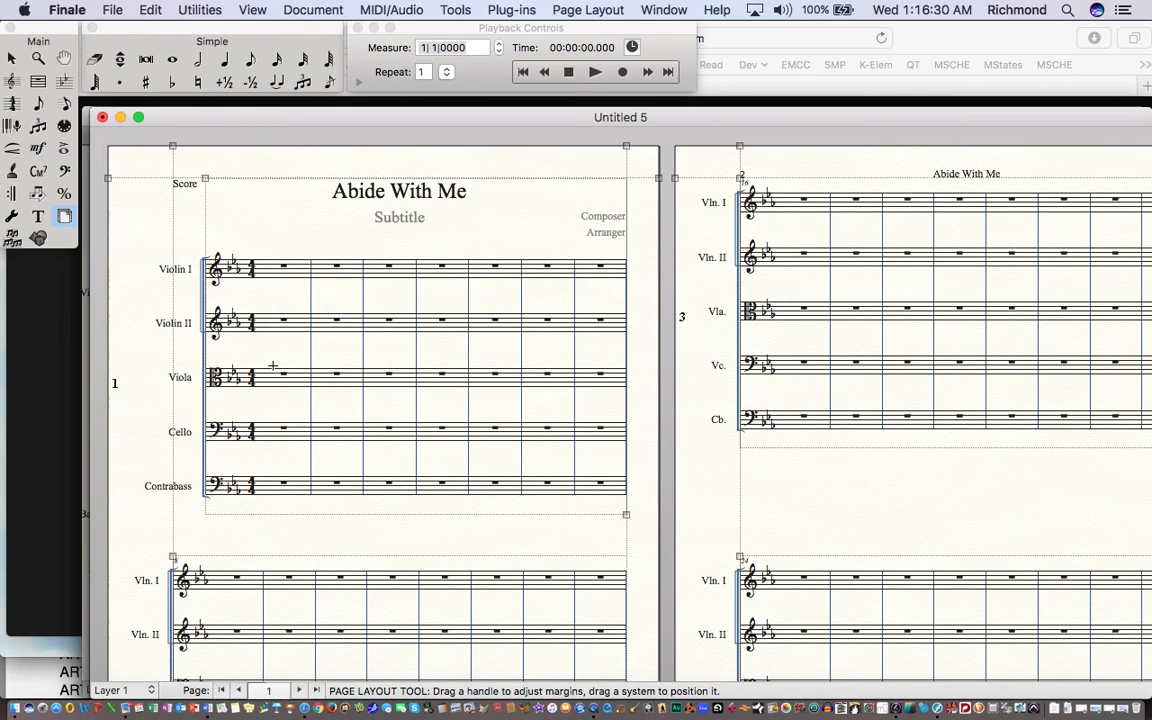 Finale File Edit Utilities View Document MIDI/Audio Tools Plug-ins Page Layout Window Help 100% Wed 1:16:30 AM Richmond
Main
Simple
Playback Controls
Measure: 1| 1|0000 Time: 00:00:00.000
Repeat: 1
Read Dev EMCC SMP K-Elem QT MSCHE MStates MSCHE
Untitled 5
Score
Abide With Me
Subtitle
Composer
Arranger
Violin I
Violin II
Viola
Cello
Contrabass
1
Vln. I
Vln. II
2
16
Abide With Me
Vln. I
Vln. II
Vla.
Vc.
Cb.
3
24
Vln. I
Vln. II
ART
ART
Layer 1 Page: 1 PAGE LAYOUT TOOL: Drag a handle to adjust margins, drag a system to position it.